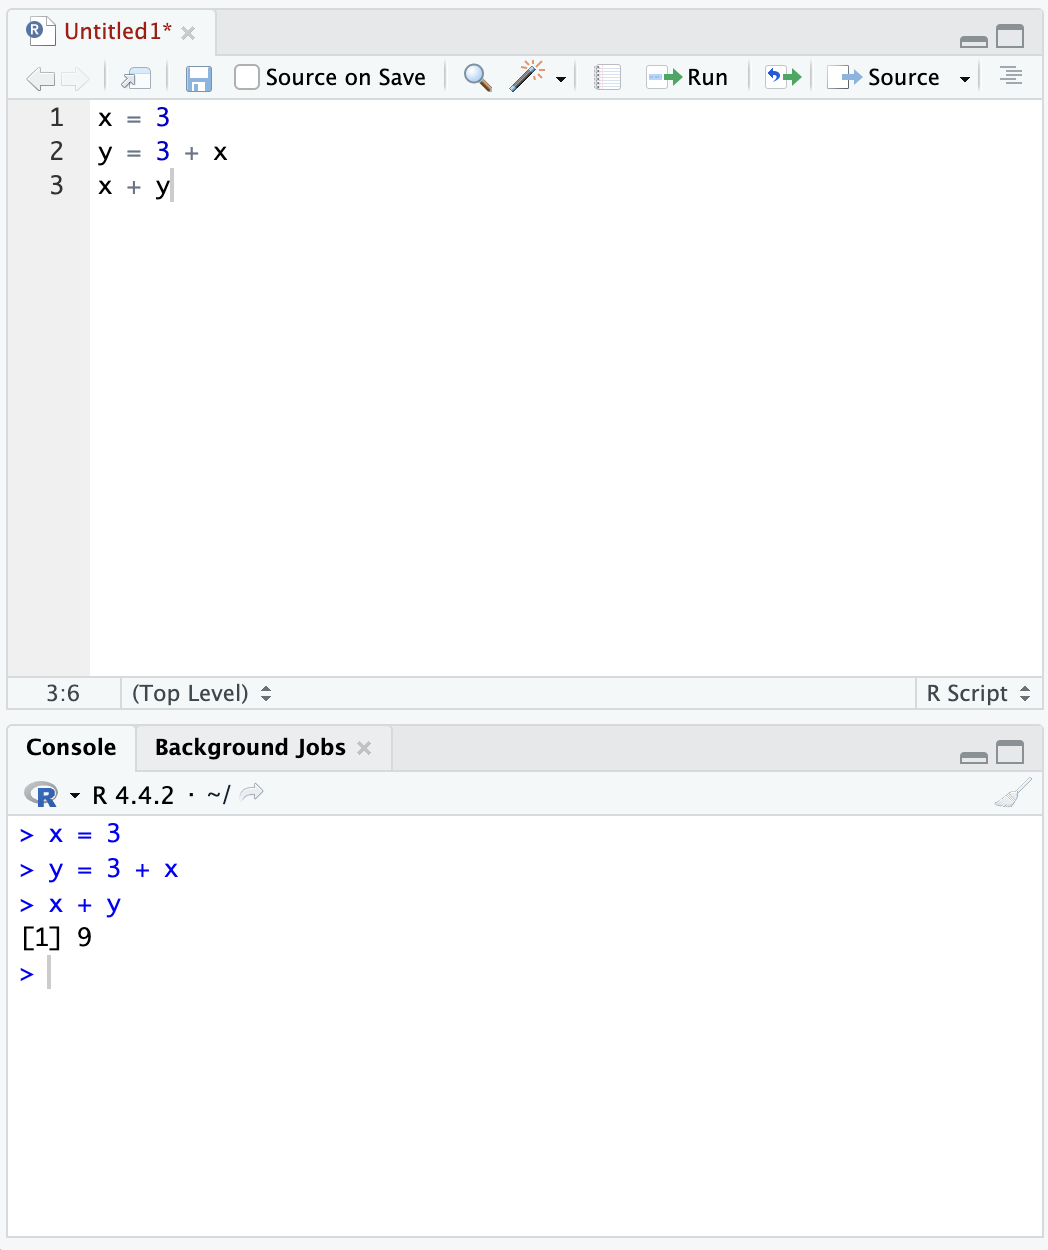 Untitled1*
Source on Save Run Source
1 x = 3
2 y = 3 + x
3 x + y
3:6 (Top Level) R Script
Console Background Jobs
R R 4.4.2 · ~/
> x = 3
> y = 3 + x
> x + y
[1] 9
>